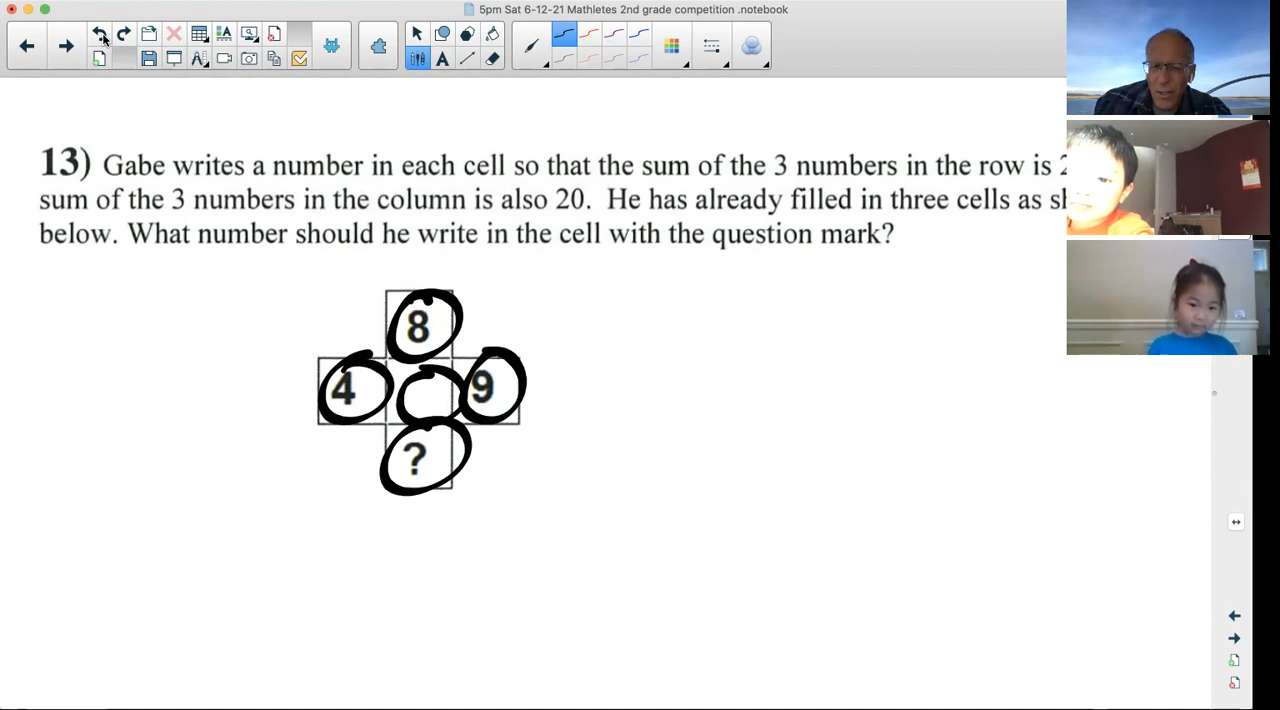 5pm Sat 6-12-21 Mathletes 2nd grade competition .notebook
13) Gabe writes a number in each cell so that the sum of the 3 numbers in the row is
sum of the 3 numbers in the column is also 20. He has already filled in three cells as
below. What number should he write in the cell with the question mark?
8
4 9
?